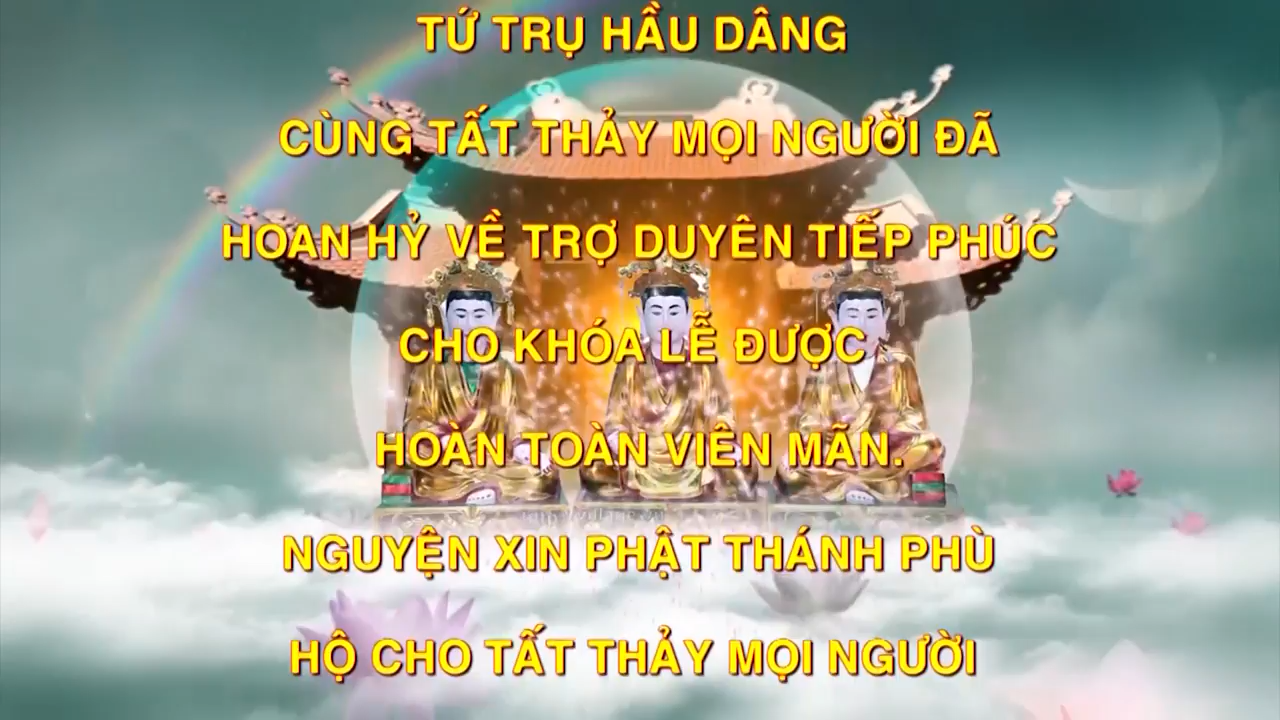 TỨ TRỤ HẦU DÂNG
CÙNG TẤT THẢY MỌI NGƯỜI ĐÃ
HOAN HỶ VỀ TRỢ DUYÊN TIẾP PHÚC
CHO KHÓA LỄ ĐƯỢC
HOÀN TOÀN VIÊN MÃN.
NGUYỆN XIN PHẬT THÁNH PHÙ
HỘ CHO TẤT THẢY MỌI NGƯỜI